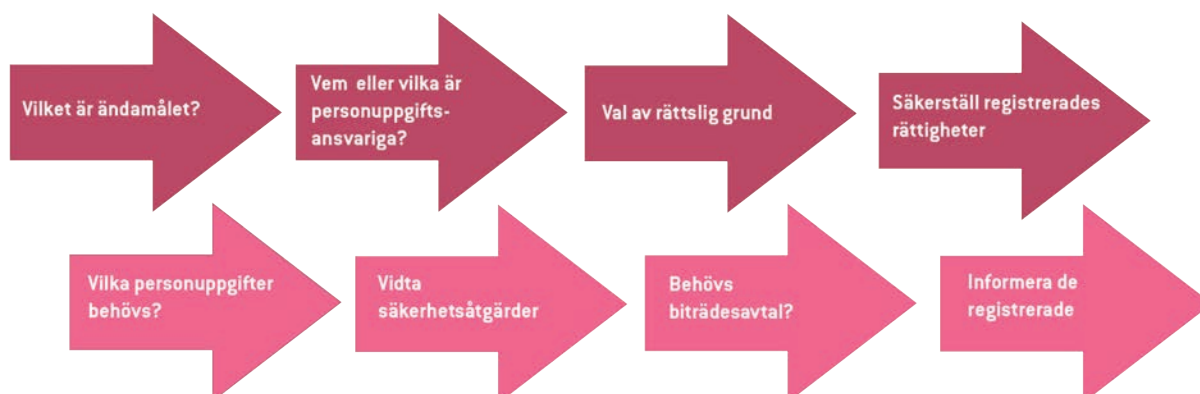 Vilket är ändamålet?
Vem eller vilka är
personuppgifts-
ansvariga?
Val av rättslig grund
Säkerställ registrerades
rättigheter
Vilka personuppgifter
behövs?
Vidta
säkerhetsåtgärder
Behövs
biträdesavtal?
Informera de
registrerade